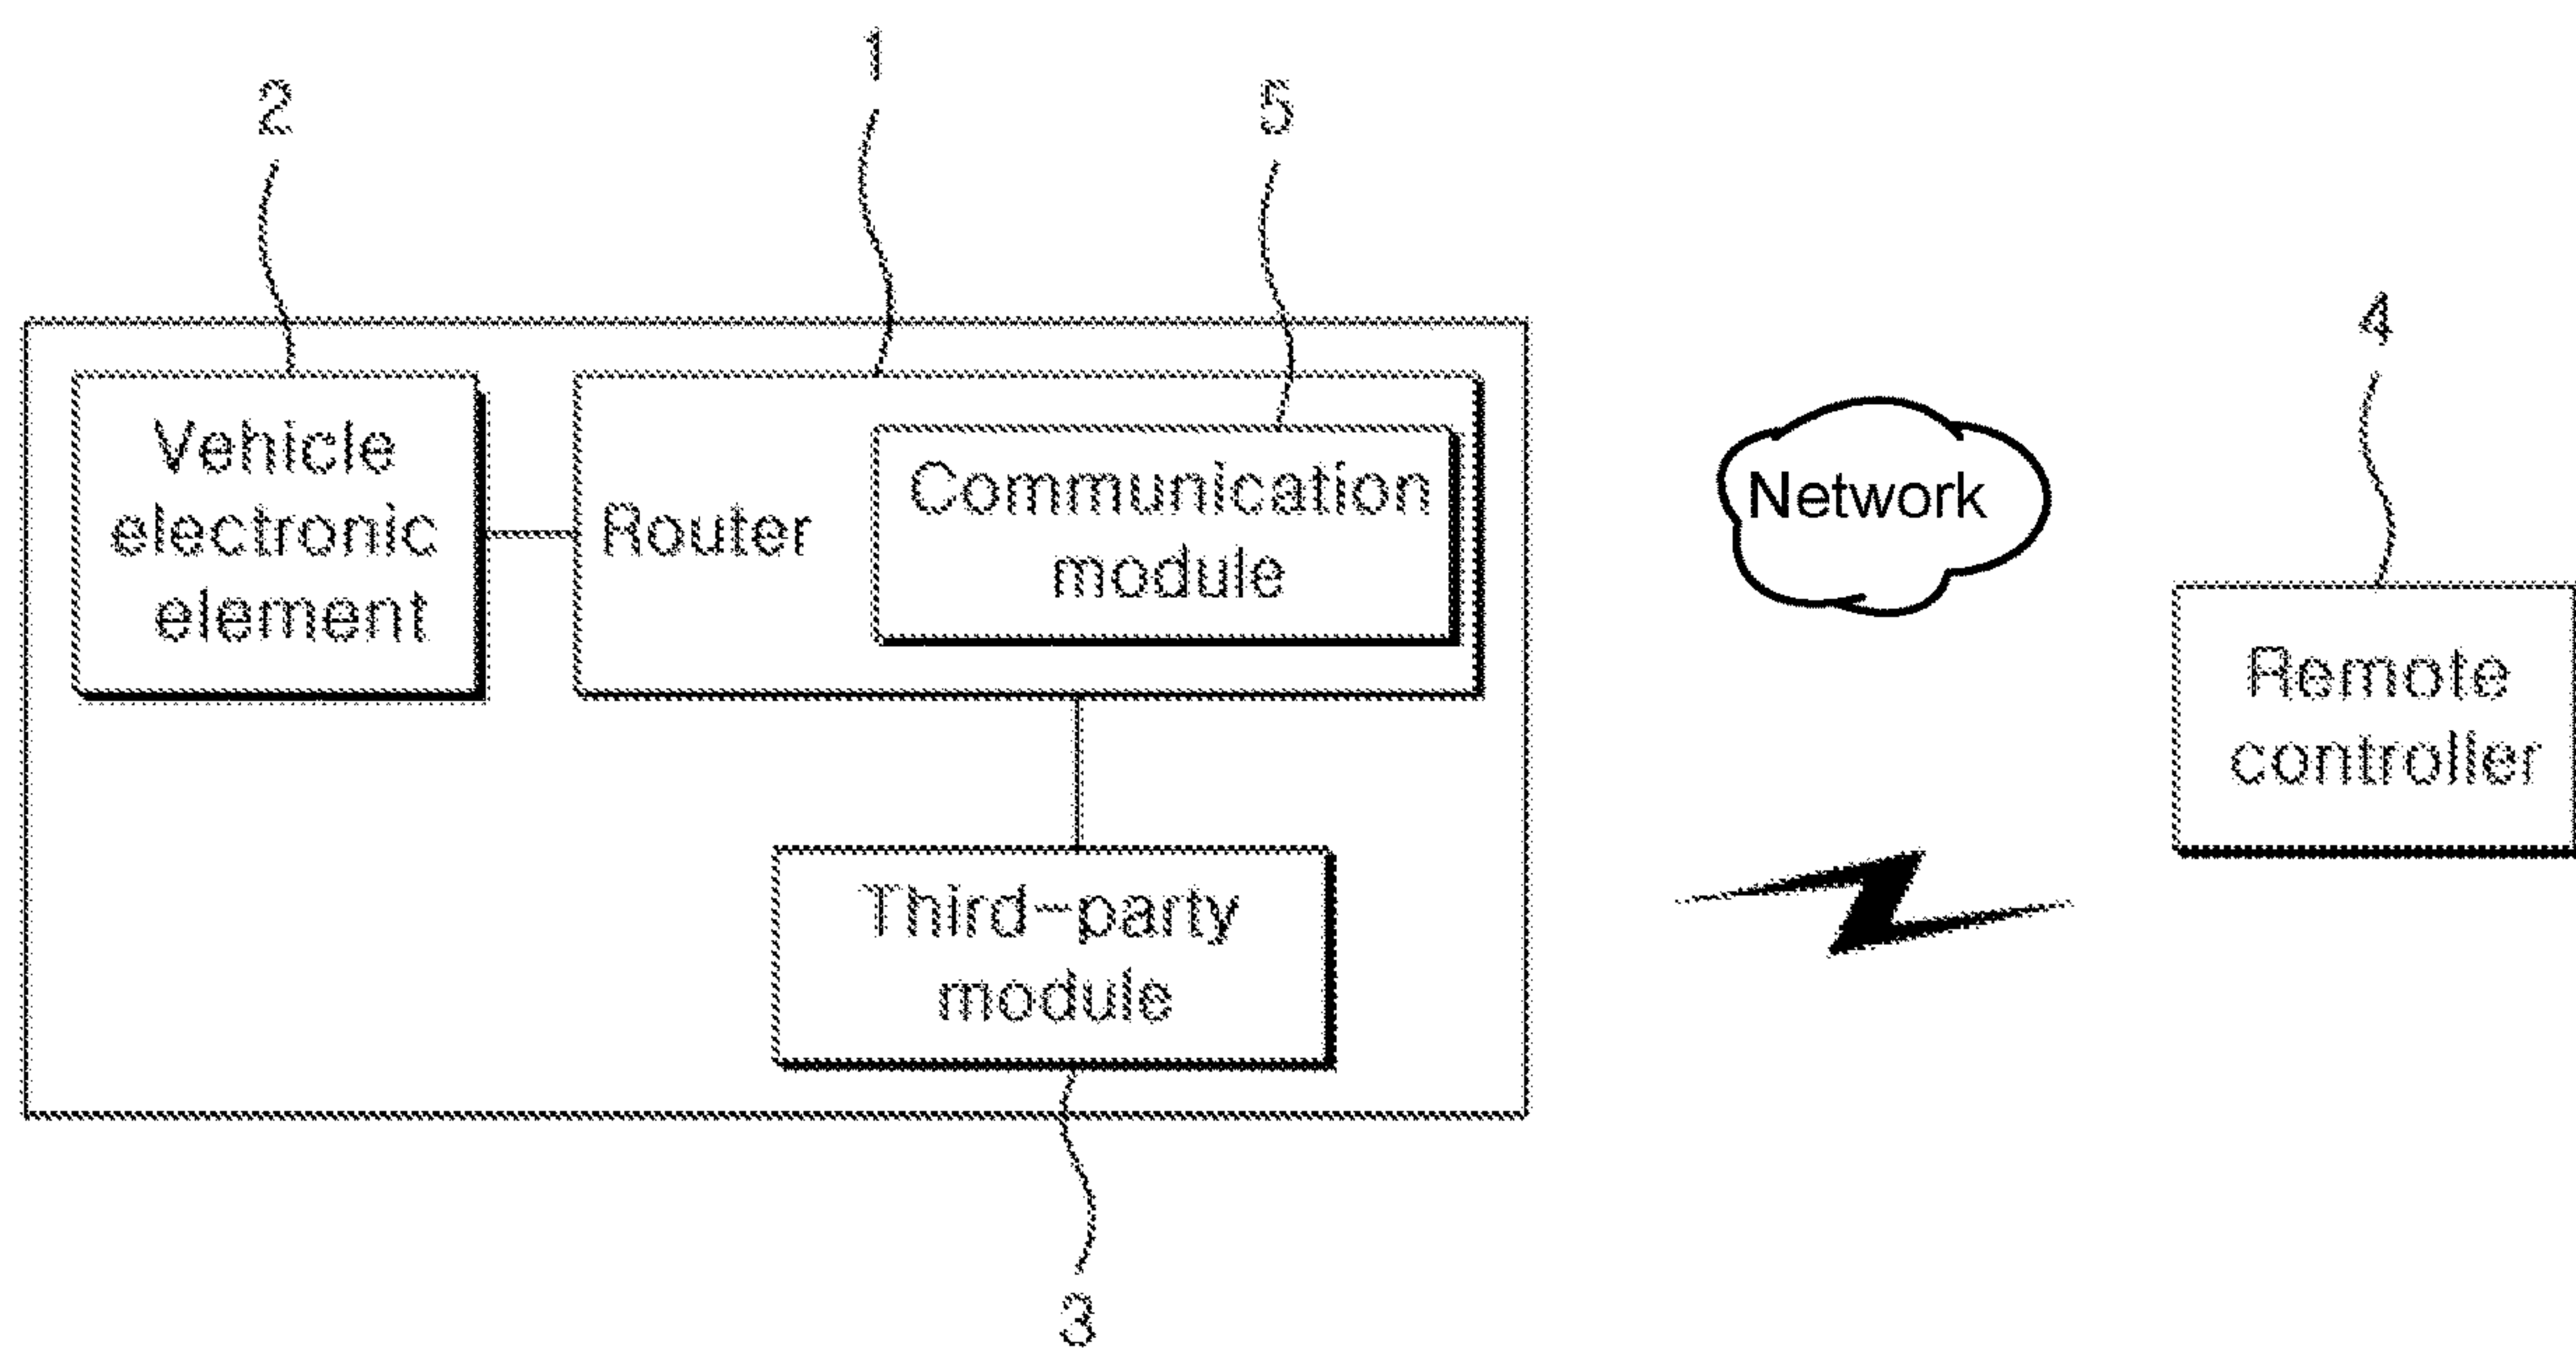 1
2
5
4
Vehicle
electronic
element
Router
Communication
module
Network
Remote
controller
Third-party
module
3